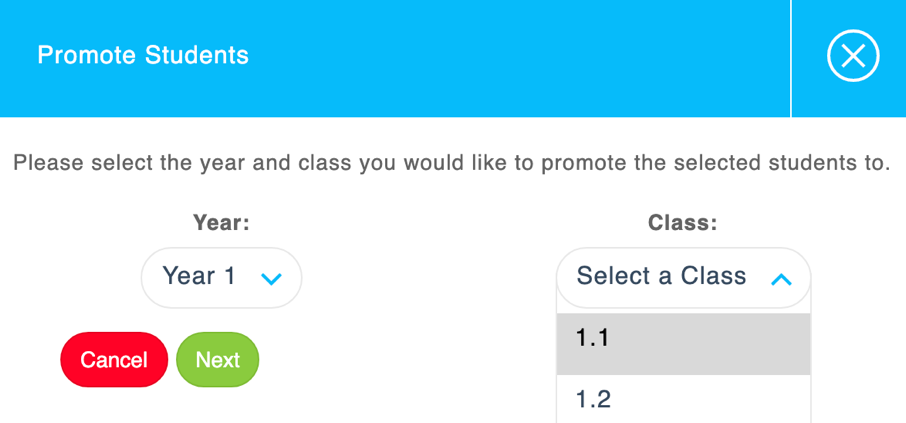 Promote Students
Please select the year and class you would like to promote the selected students to.
Year:
Class:
Year 1
Select a Class
1.1
1.2
Cancel
Next